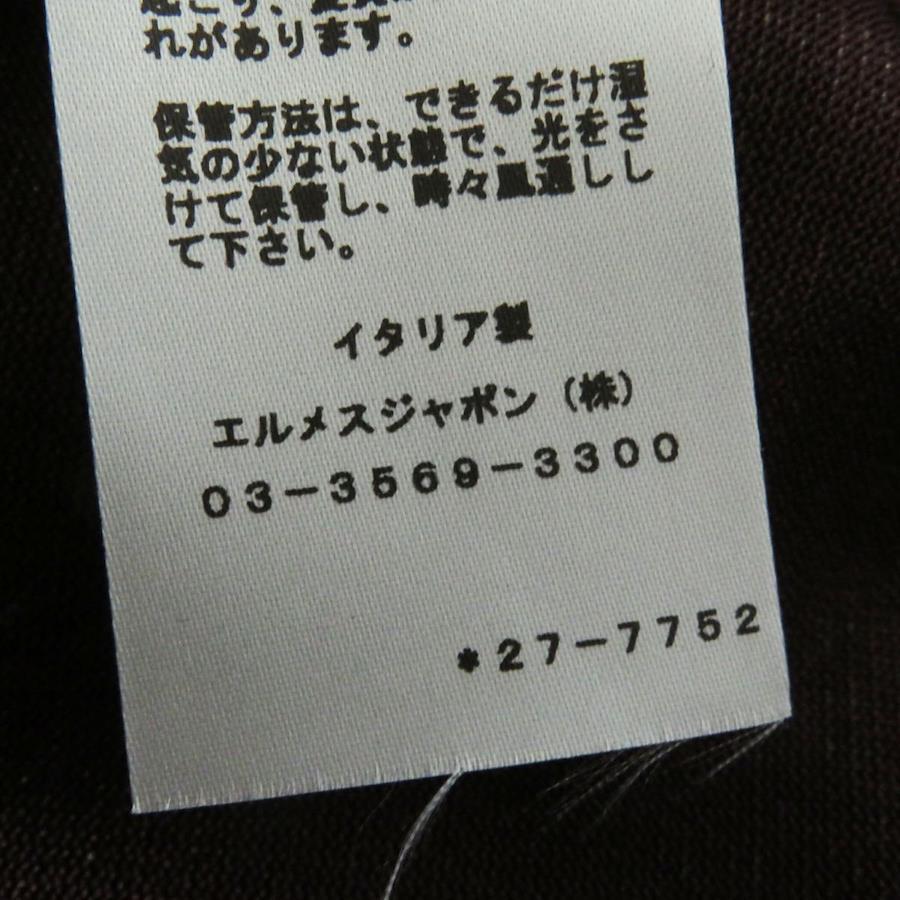 れがあります。
保管方法は、できるだけ湿
気の少ない状態で、光をさ
けて保管し、時々風通しし
て下さい。
イタリア製
エルメスジャポン（株）
０３－３５６９－３３００
＊２７－７７５２